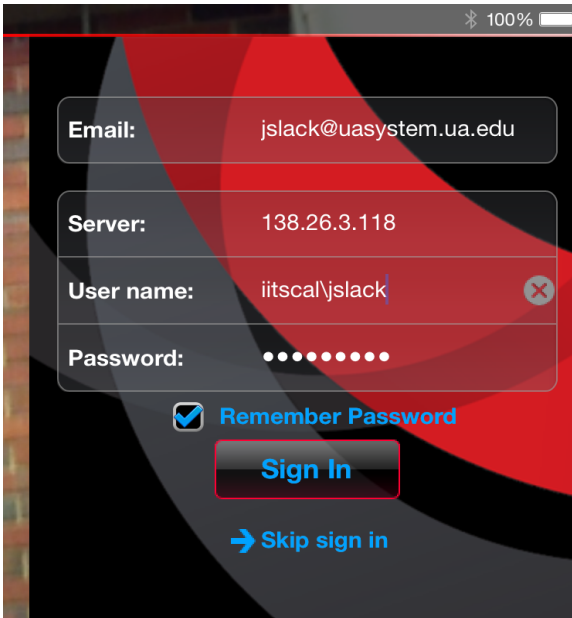 100%
Email: jslack@uasystem.ua.edu
Server: 138.26.3.118
User name: iitscal\jslack
Password: •••••••••
Remember Password
Sign In
Skip sign in